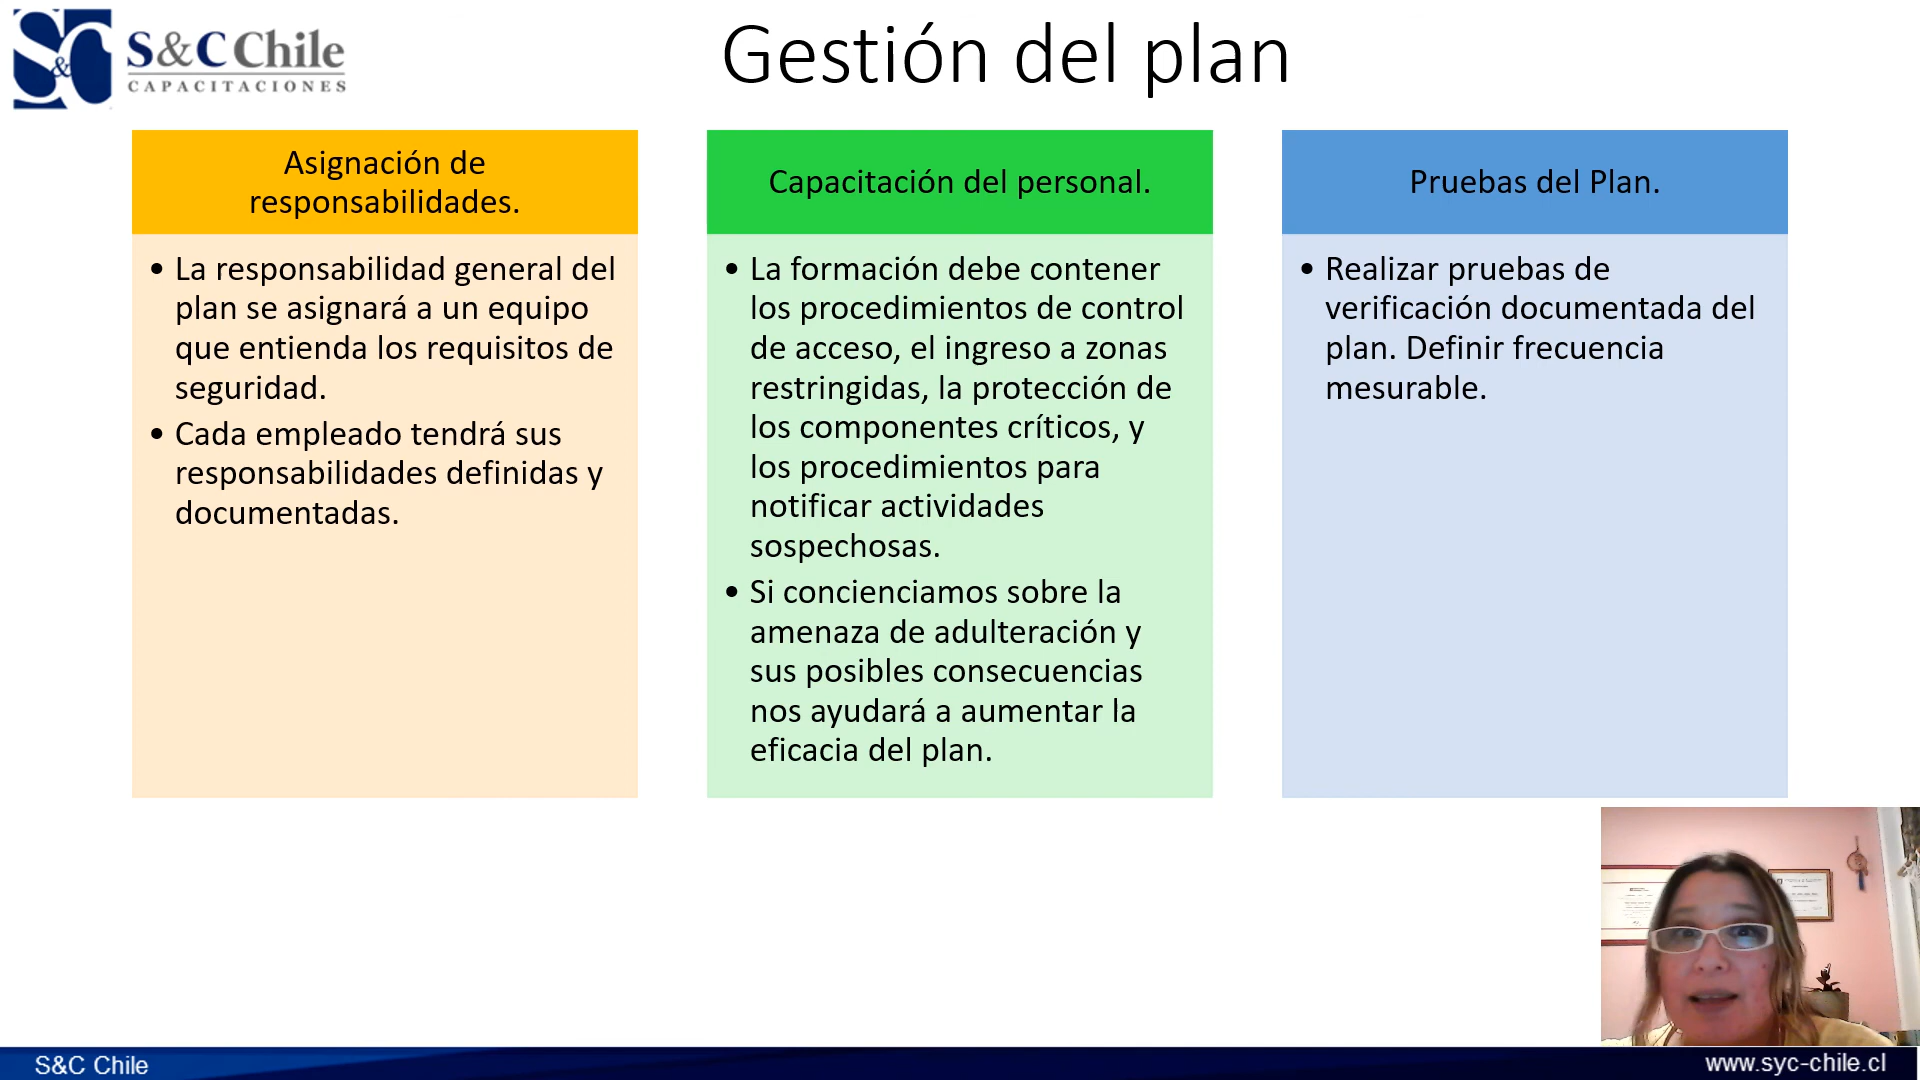 S&C Chile
CAPACITACIONES
Gestión del plan
Asignación de
responsabilidades.
• La responsabilidad general del
plan se asignará a un equipo
que entienda los requisitos de
seguridad.
• Cada empleado tendrá sus
responsabilidades definidas y
documentadas.
Capacitación del personal.
• La formación debe contener
los procedimientos de control
de acceso, el ingreso a zonas
restringidas, la protección de
los componentes críticos, y
los procedimientos para
notificar actividades
sospechosas.
• Si concienciamos sobre la
amenaza de adulteración y
sus posibles consecuencias
nos ayudará a aumentar la
eficacia del plan.
Pruebas del Plan.
• Realizar pruebas de
verificación documentada del
plan. Definir frecuencia
mesurable.
S&C Chile
www.syc-chile.cl